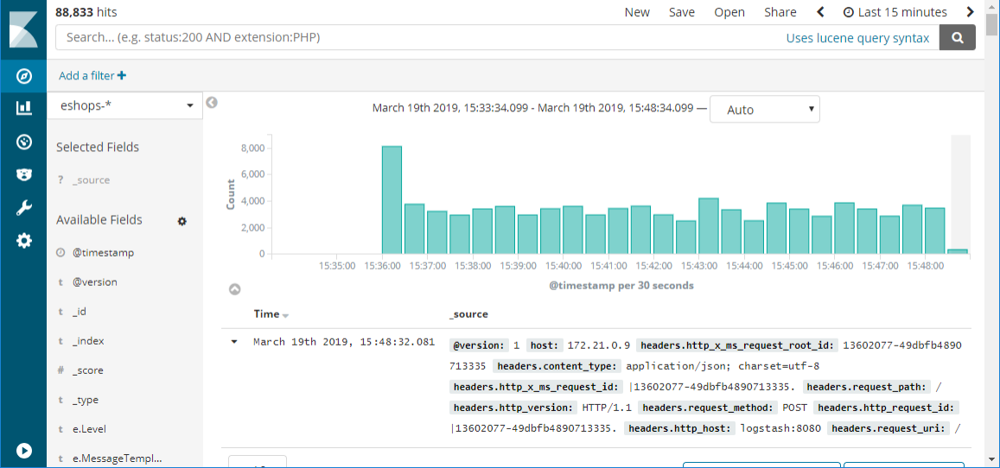 88,833 hits
New Save Open Share Last 15 minutes
Search... (e.g. status:200 AND extension:PHP) Uses lucene query syntax
Add a filter +
eshops-*
March 19th 2019, 15:33:34.099 - March 19th 2019, 15:48:34.099 — Auto
Selected Fields
? _source
Available Fields
@timestamp
t @version
t _id
t _index
# _score
t _type
t e.Level
t e.MessageTempl...
Count
8,000
6,000
4,000
2,000
0
15:35:00 15:36:00 15:37:00 15:38:00 15:39:00 15:40:00 15:41:00 15:42:00 15:43:00 15:44:00 15:45:00 15:46:00 15:47:00 15:48:00
@timestamp per 30 seconds
Time _source
March 19th 2019, 15:48:32.081 @version: 1 host: 172.21.0.9 headers.http_x_ms_request_root_id: 13602077-49dbfb4890
713335 headers.content_type: application/json; charset=utf-8
headers.http_x_ms_request_id: |13602077-49dbfb4890713335. headers.request_path: /
headers.http_version: HTTP/1.1 headers.request_method: POST headers.http_request_id:
|13602077-49dbfb4890713335. headers.http_host: logstash:8080 headers.request_uri: /